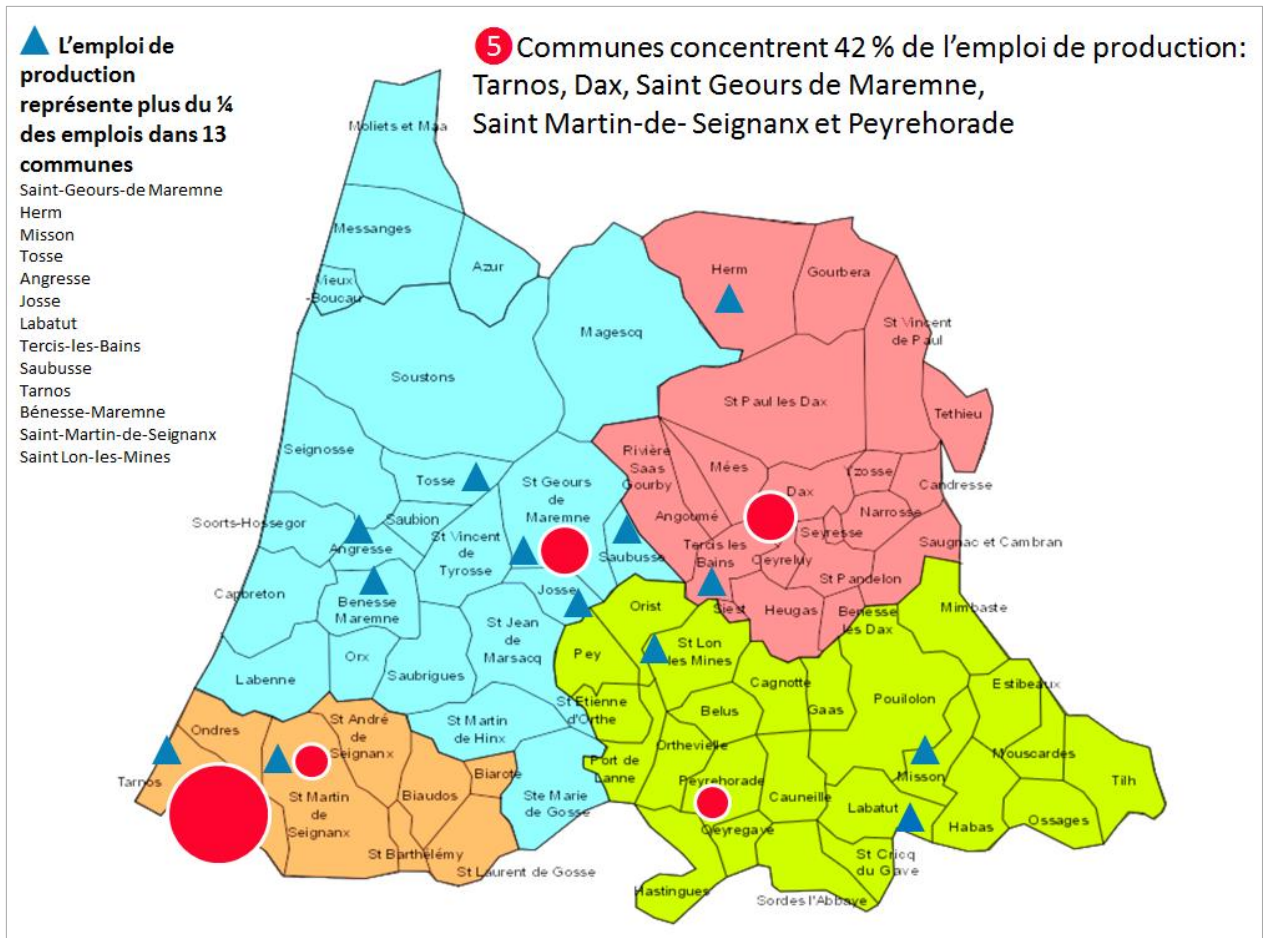 L'emploi de
production
représente plus du ¼
des emplois dans 13
communes
Saint-Geours-de Maremne
Herm
Misson
Tosse
Angresse
Josse
Labatut
Tercis-les-Bains
Saubusse
Tarnos
Bénesse-Maremne
Saint-Martin-de-Seignanx
Saint Lon-les-Mines
5 Communes concentrent 42 % de l'emploi de production:
Tarnos, Dax, Saint Geours de Maremne,
Saint Martin-de- Seignanx et Peyrehorade
Moliets et Maa
Messanges
Azur
Vieux
-Boucau
Herm
Gourbera
Magescq
St Vincent
de Paul
Soustons
St Paul les Dax
Tethieu
Seignosse
Rivière
Saas
Gourby
Mées
Yzosse
Candresse
Tosse
St Geours
de
Maremne
Dax
Narrosse
Soorts-Hossegor
Saubion
Angoumé
Seyresse
Angresse
St Vincent
de
Tyrosse
Saubusse
Tercis les
Bains
Oeyreluy
Saugnac et Cambran
St Pandelon
Capbreton
Benesse
Maremne
Josse
Orist
Siest
Heugas
Benesse
les Dax
Mimbaste
St Jean
de
Marsacq
Pey
St Lon
les Mines
Orx
Labenne
Saubrigues
Cagnotte
Pouilolon
Estibeaux
St Etienne
d'Orthe
Belus
Gaas
Ondres
St André
de
Seignanx
St Martin
de Hinx
Orthevielle
Mouscardes
Tarnos
Port de
Lanne
Peyrehorade
Misson
Tilh
Biarote
Biaudos
St Martin
de
Seignanx
Ste Marie
de Gosse
Cauneille
Labatut
Oeyregave
Habas
Ossages
St Barthélémy
St Laurent de Gosse
St Cricq
du Gave
Hastingues
Sordes l'Abbaye